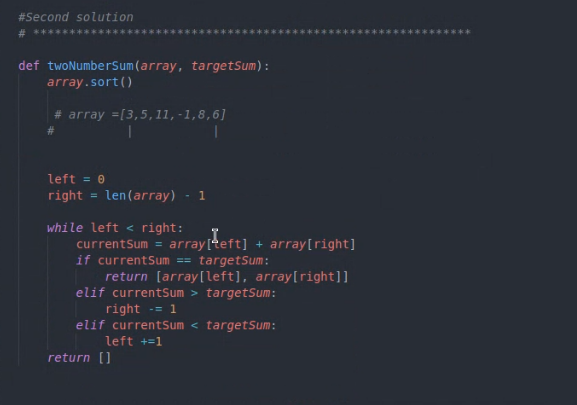 #Second solution
# *************************************************************
def twoNumberSum(array, targetSum):
    array.sort()
     # array =[3,5,11,-1,8,6]
    #          |           |
    left = 0
    right = len(array) - 1
    while left < right:
        currentSum = array[left] + array[right]
        if currentSum == targetSum:
            return [array[left], array[right]]
        elif currentSum > targetSum:
            right -= 1
        elif currentSum < targetSum:
            left +=1
    return []